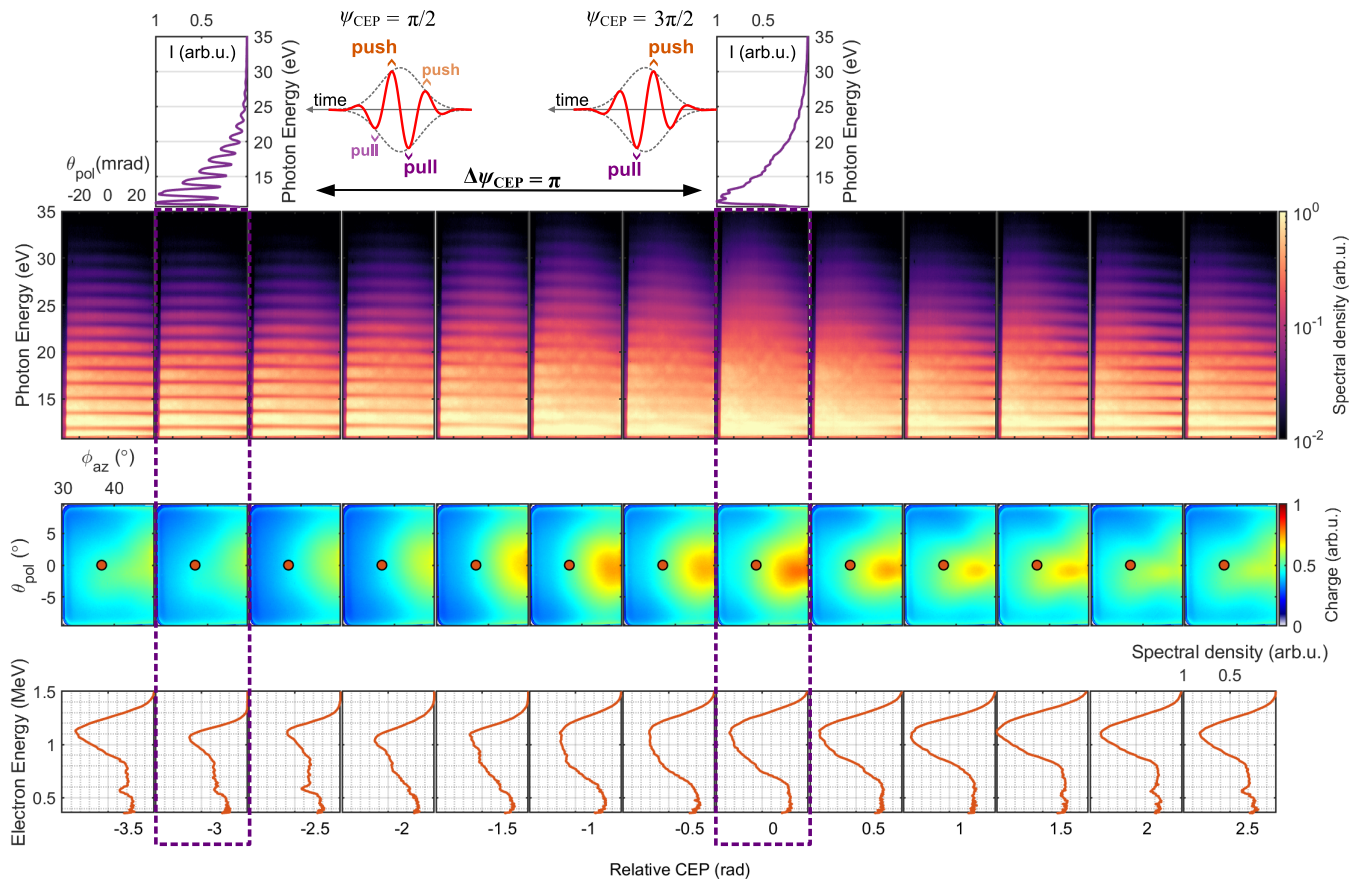 1 0.5
ψCEP = π/2
ψCEP = 3π/2
1 0.5
I (arb.u.)
35
30
25
20
15
Photon Energy (eV)
push
push
time
pull
pull
push
time
pull
ΔψCEP = π
I (arb.u.)
35
30
25
20
15
Photon Energy (eV)
θpol(mrad)
-20 0 20
35
30
25
20
15
Photon Energy (eV)
10^0
10^-1
10^-2
Spectral density (arb.u.)
ϕaz (°)
30 40
5
0
-5
θpol (°)
1
0.5
0
Charge (arb.u.)
Spectral density (arb.u.)
1 0.5
1.5
1
0.5
Electron Energy (MeV)
-3.5 -3 -2.5 -2 -1.5 -1 -0.5 0 0.5 1 1.5 2 2.5
Relative CEP (rad)